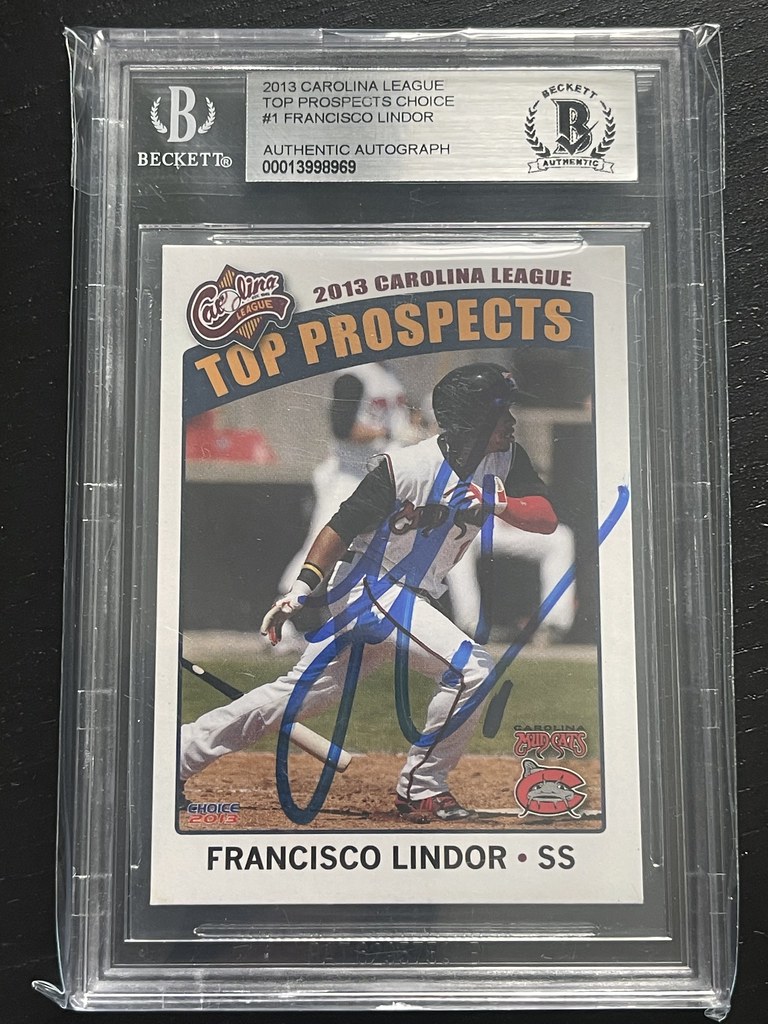 B
BECKETT®
2013 CAROLINA LEAGUE
TOP PROSPECTS CHOICE
#1 FRANCISCO LINDOR
AUTHENTIC AUTOGRAPH
00013998969
BECKETT
B
AUTHENTIC
Carolina
LEAGUE
2013 CAROLINA LEAGUE
TOP PROSPECTS
CAROLINA
MUDCATS
C
CHOICE
2013
FRANCISCO LINDOR • SS